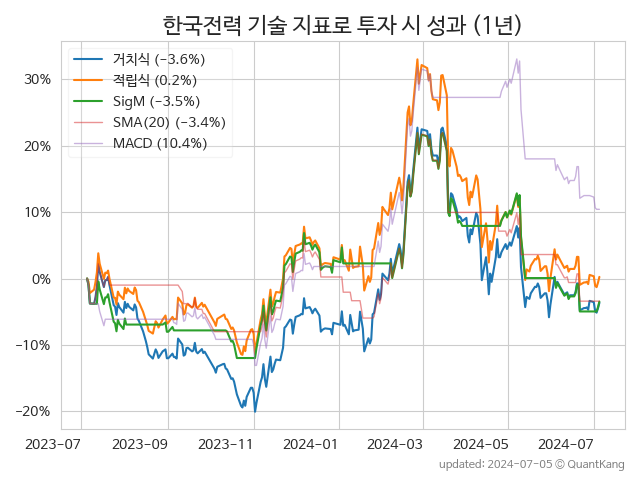 한국전력 기술 지표로 투자 시 성과 (1년)
거치식 (−3.6%)
적립식 (0.2%)
SigM (−3.5%)
SMA(20) (−3.4%)
MACD (10.4%)
30%
20%
10%
0%
−10%
−20%
2023-07 2023-09 2023-11 2024-01 2024-03 2024-05 2024-07
updated: 2024-07-05 © QuantKang